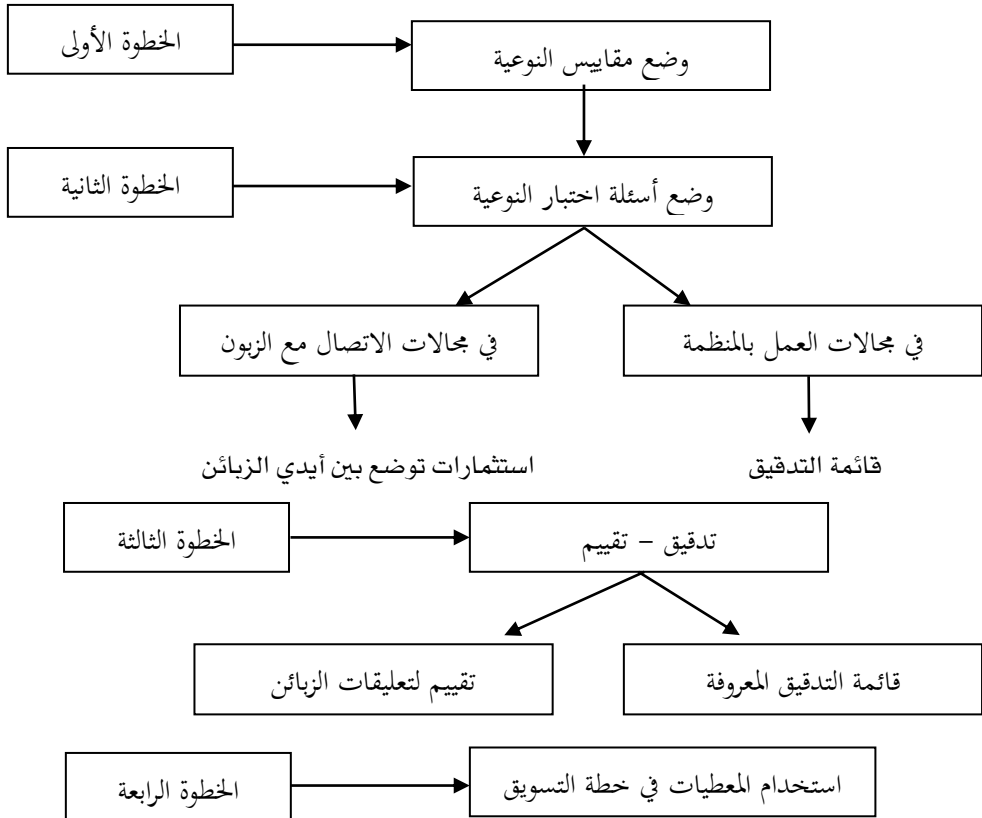 الخطوة الأولى
وضع مقاييس النوعية
الخطوة الثانية
وضع أسئلة اختبار النوعية
في مجالات العمل بالمنظمة
في مجالات الاتصال مع الزبون
قائمة التدقيق
استثمارات توضع بين أيدي الزبائن
الخطوة الثالثة
تدقيق – تقييم
قائمة التدقيق المعروفة
تقييم لتعليقات الزبائن
الخطوة الرابعة
استخدام المعطيات في خطة التسويق